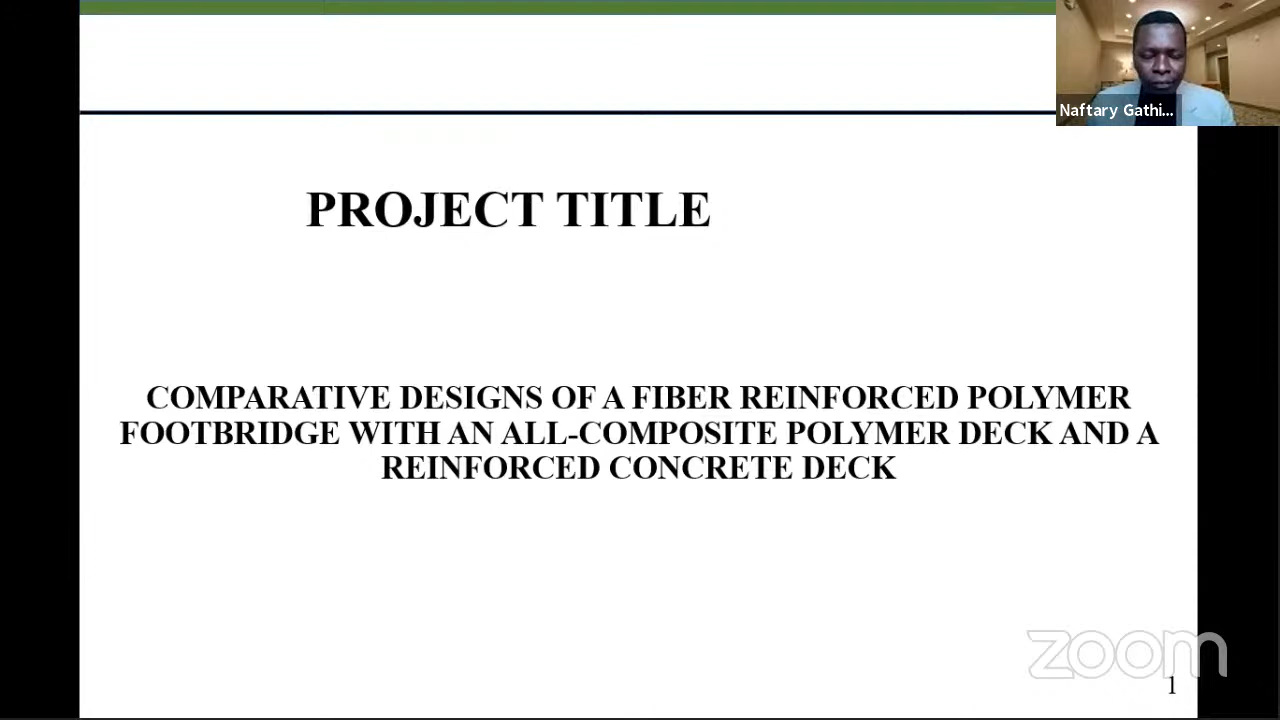 Naftary Gathi...
PROJECT TITLE
COMPARATIVE DESIGNS OF A FIBER REINFORCED POLYMER
FOOTBRIDGE WITH AN ALL-COMPOSITE POLYMER DECK AND A
REINFORCED CONCRETE DECK
zoom
1